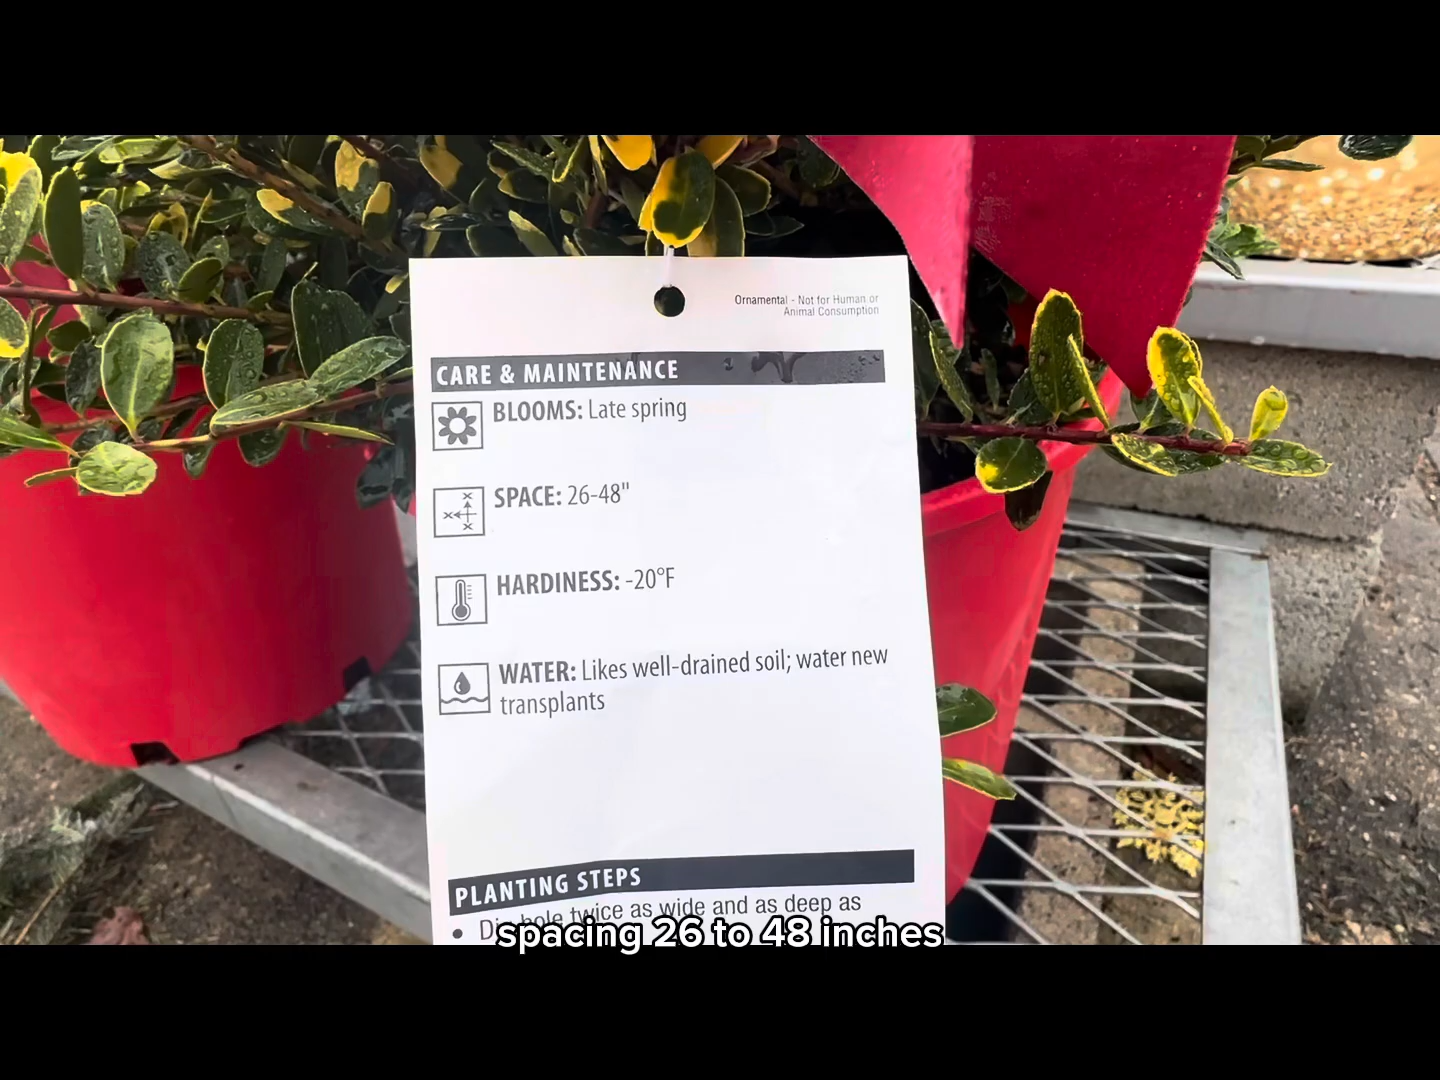 Ornamental - Not for Human or
Animal Consumption
CARE & MAINTENANCE
BLOOMS: Late spring
SPACE: 26-48"
HARDINESS: -20°F
WATER: Likes well-drained soil; water new
transplants
PLANTING STEPS
• Dig hole twice as wide and as deep as
spacing 26 to 48 inches